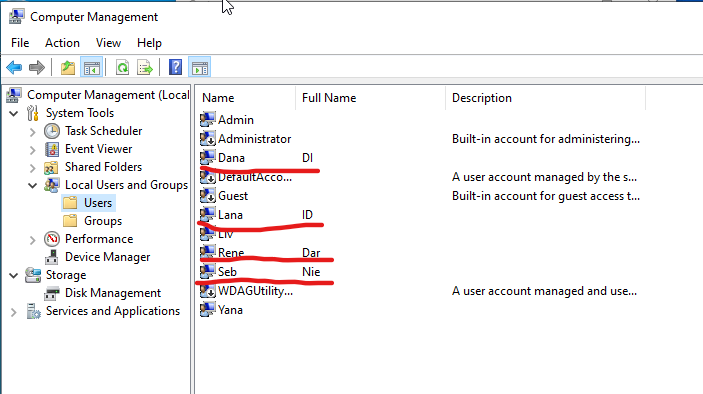 Computer Management
File Action View Help
Computer Management (Local
System Tools
Task Scheduler
Event Viewer
Shared Folders
Local Users and Groups
Users
Groups
Performance
Device Manager
Storage
Disk Management
Services and Applications
Name Full Name Description
Admin
Administrator Built-in account for administering...
Dana DI
DefaultAcco... A user account managed by the s...
Guest Built-in account for guest access t...
Lana ID
Liv
Rene Dar
Seb Nie
WDAGUtility... A user account managed and use...
Yana